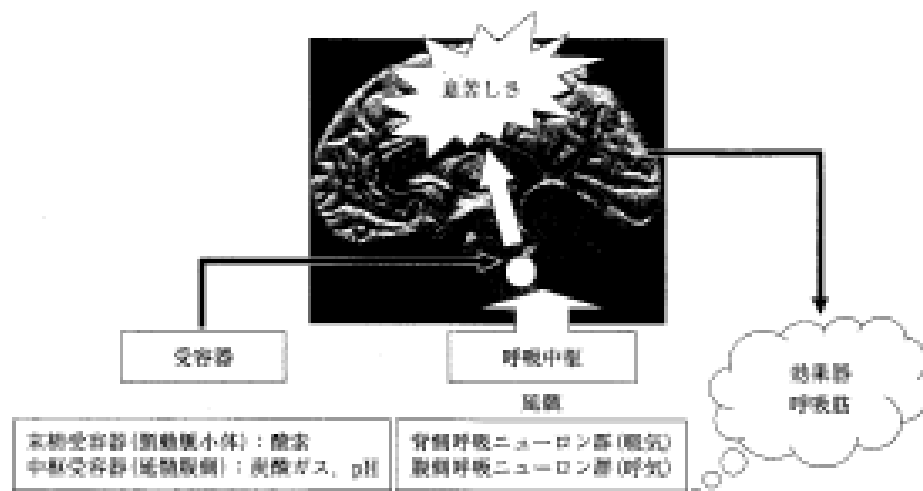 息苦しさ
受容器
呼吸中枢
延髄
効果器
呼吸筋
末梢受容器(頸動脈小体):酸素
中枢受容器(延髄腹側):炭酸ガス, pH
背側呼吸ニューロン群(吸気)
腹側呼吸ニューロン群(呼気)